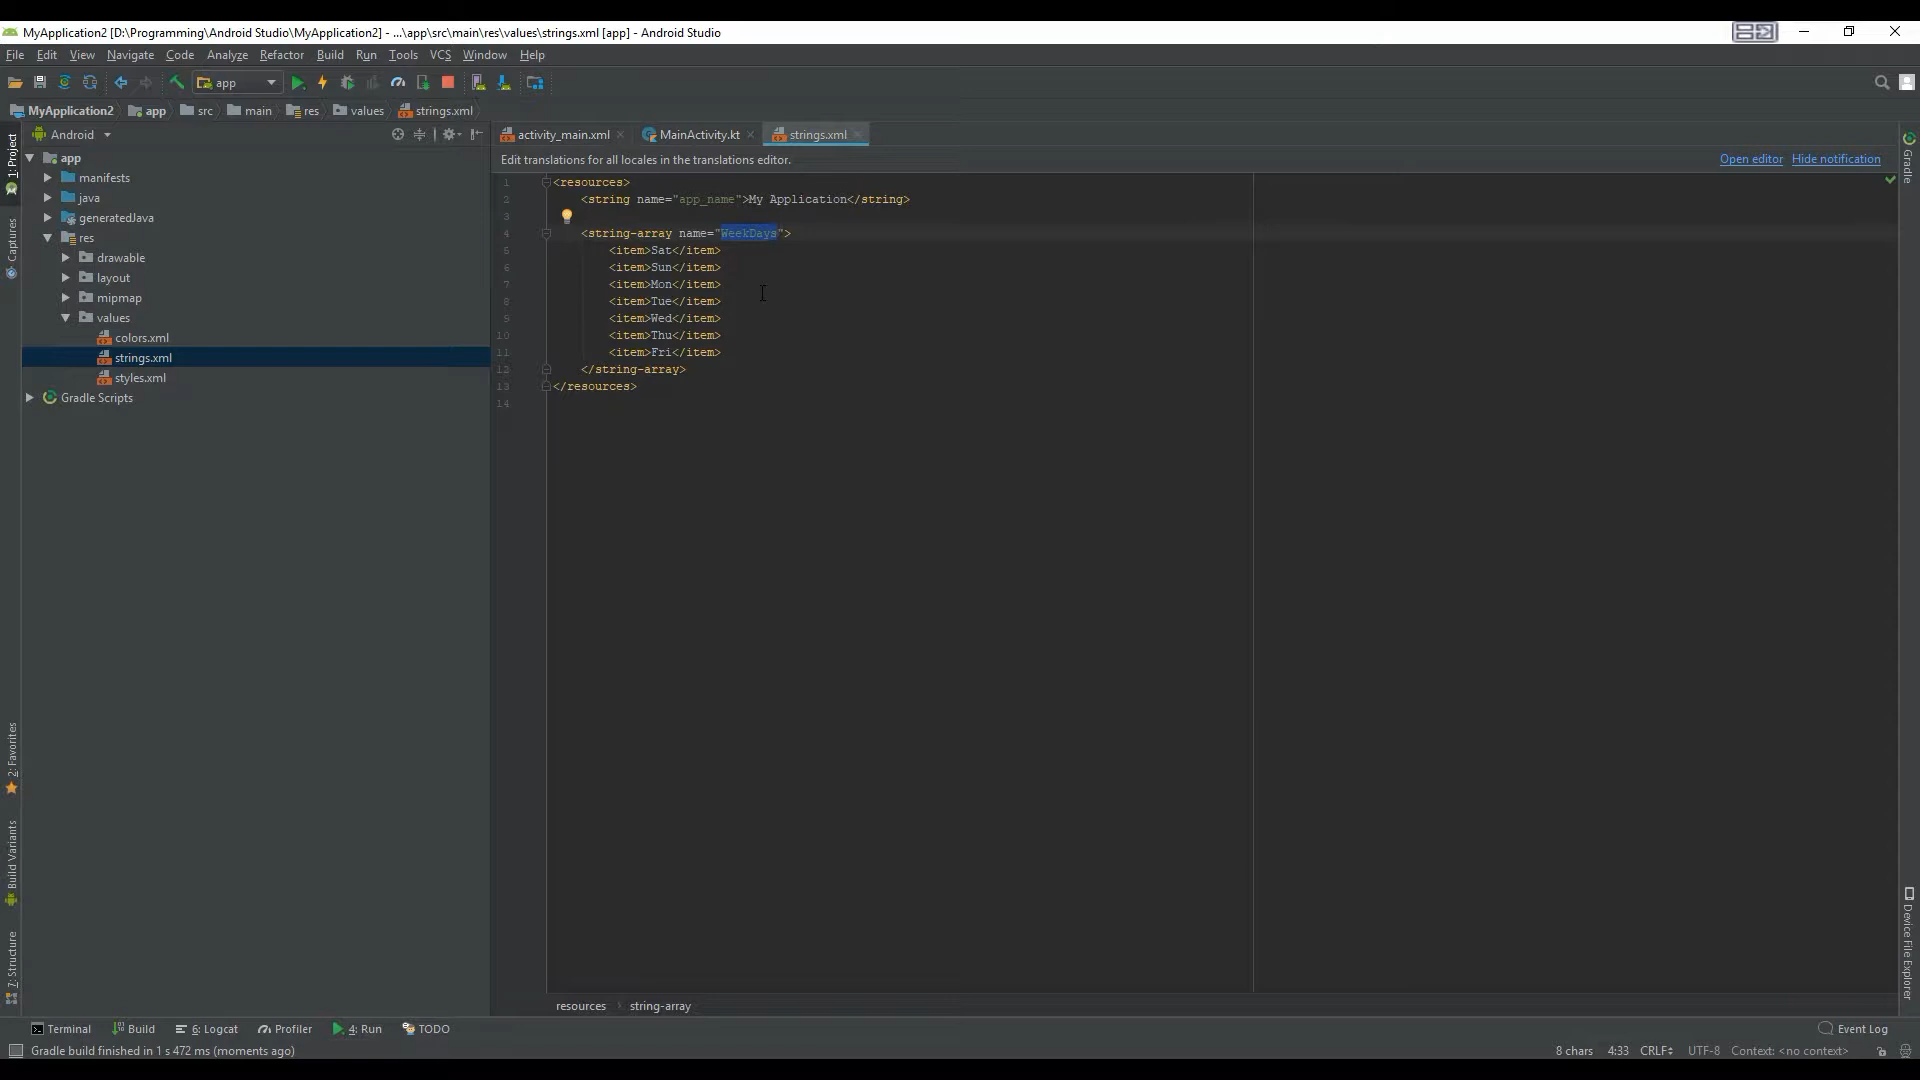 MyApplication2 [D:\Programming\Android Studio\MyApplication2] - ...\app\src\main\res\values\strings.xml [app] - Android Studio
File Edit View Navigate Code Analyze Refactor Build Run Tools VCS Window Help
app
MyApplication2 app src main res values strings.xml
Android
activity_main.xml MainActivity.kt strings.xml
Edit translations for all locales in the translations editor. Open editor Hide notification
app
manifests
java
generatedJava
res
drawable
layout
mipmap
values
colors.xml
strings.xml
styles.xml
Gradle Scripts
1 <resources>
2 <string name="app_name">My Application</string>
3
4 <string-array name="WeekDays">
5 <item>Sat</item>
6 <item>Sun</item>
7 <item>Mon</item>
8 <item>Tue</item>
9 <item>Wed</item>
10 <item>Thu</item>
11 <item>Fri</item>
12 </string-array>
13 </resources>
14
1: Project
Captures
2: Favorites
Build Variants
7: Structure
Gradle
Device File Explorer
resources string-array
Terminal Build 6: Logcat Profiler 4: Run TODO Event Log
Gradle build finished in 1 s 472 ms (moments ago) 8 chars 4:33 CRLF UTF-8 Context: <no context>